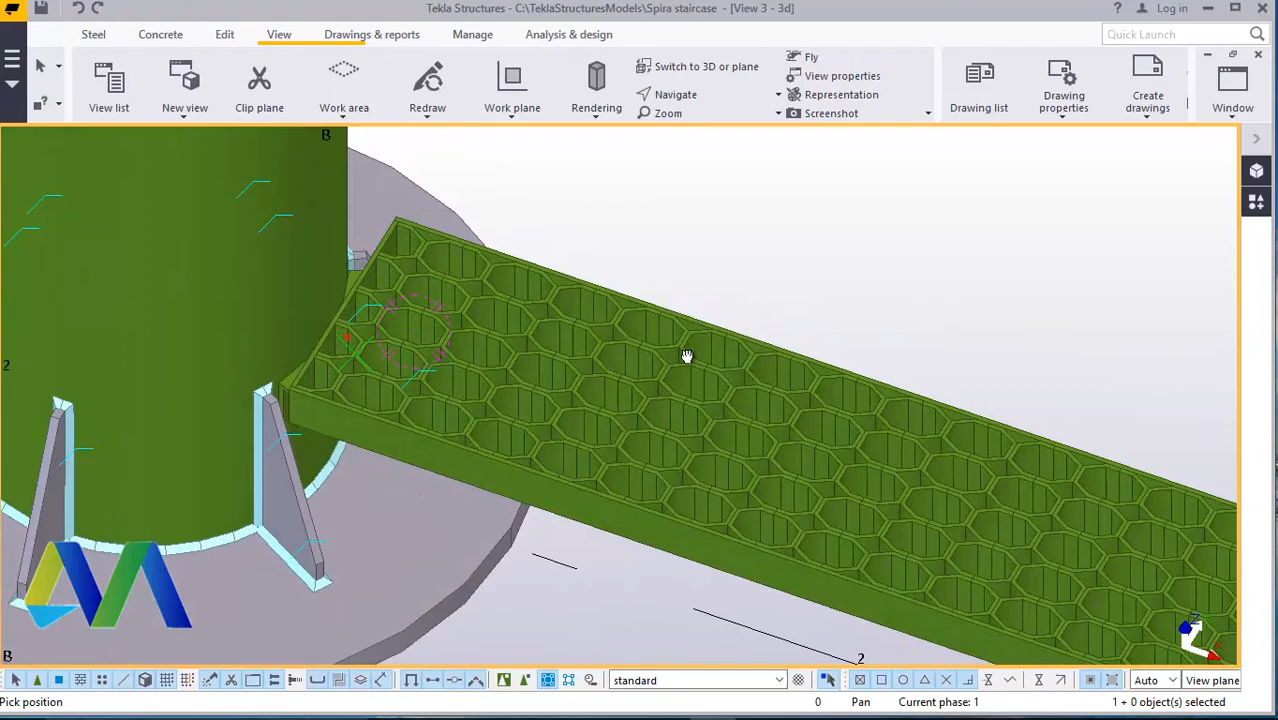 Tekla Structures - C:\TeklaStructuresModels\Spira staircase - [View 3 - 3d]
Log in
Steel
Concrete
Edit
View
Drawings & reports
Manage
Analysis & design
Quick Launch
Fly
Switch to 3D or plane
View properties
Navigate
Representation
Zoom
Screenshot
View list
New view
Clip plane
Work area
Redraw
Work plane
Rendering
Drawing list
Drawing properties
Create drawings
Window
B
2
B
2
standard
Auto
View plane
Pick position
0
Pan
Current phase: 1
1 + 0 object(s) selected